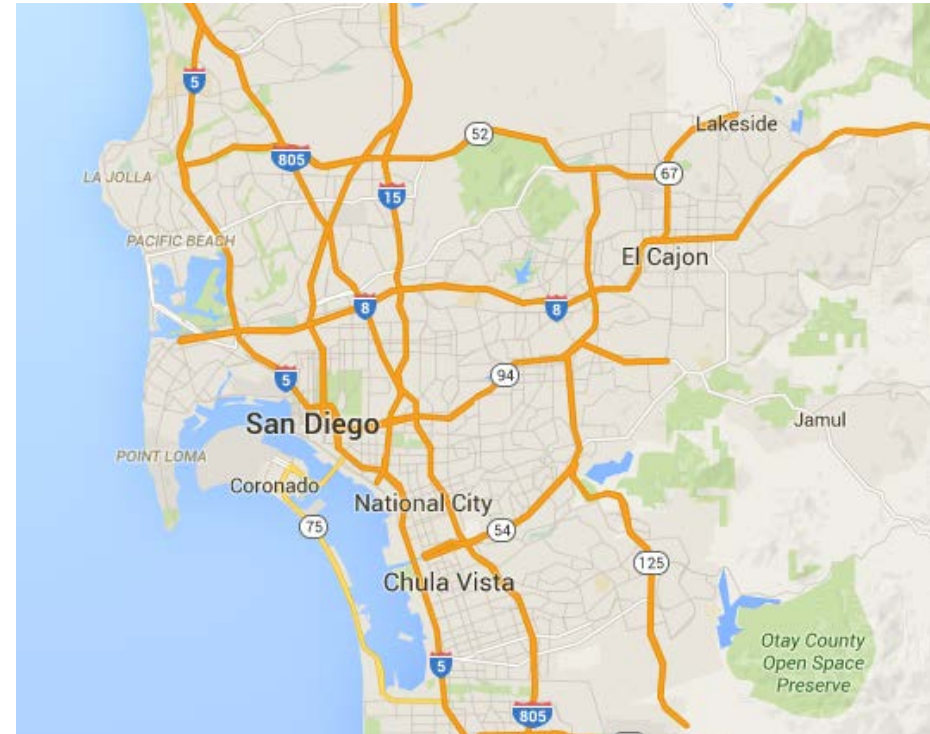 5
52
Lakeside
805
67
LA JOLLA
15
PACIFIC BEACH
El Cajon
8
8
5
94
San Diego
Jamul
POINT LOMA
Coronado
National City
75
54
125
Chula Vista
Otay County
Open Space
Preserve
5
805